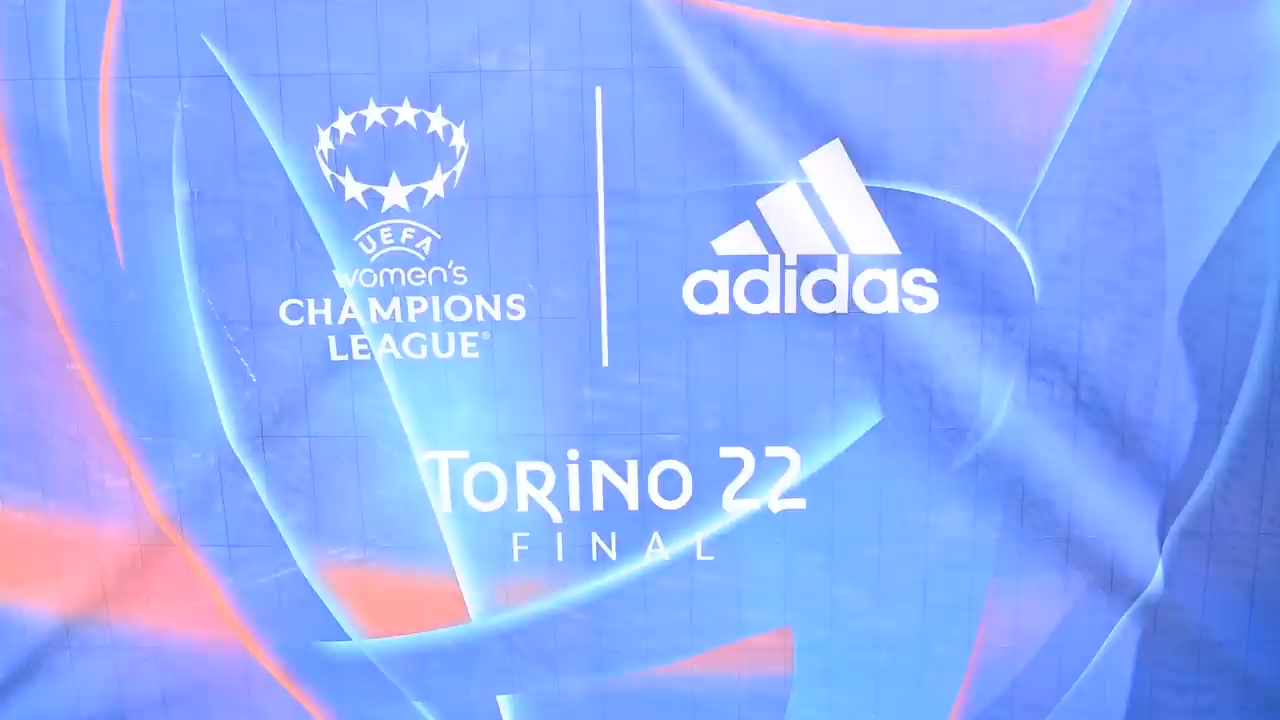 UEFA
women's
CHAMPIONS
LEAGUE®
adidas
TORINO 22
FINAL